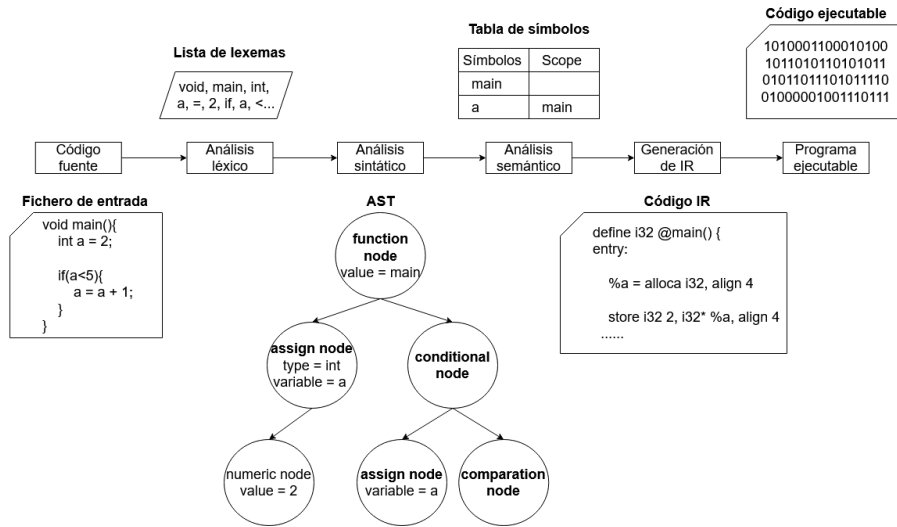 Código ejecutable
1010001100010100
1011010110101011
0101101110101110
0100000100111011
Tabla de símbolos
Símbolos Scope
main
a main
Lista de lexemas
void, main, int,
a, =, 2, if, a, <...
Código
fuente
Análisis
léxico
Análisis
sintático
Análisis
semántico
Generación
de IR
Programa
ejecutable
Fichero de entrada
void main(){
int a = 2;
if(a<5){
a = a + 1;
}
}
AST
function
node
value = main
assign node
type = int
variable = a
conditional
node
numeric node
value = 2
assign node
variable = a
comparation
node
Código IR
define i32 @main() {
entry:
%a = alloca i32, align 4
store i32 2, i32* %a, align 4
......